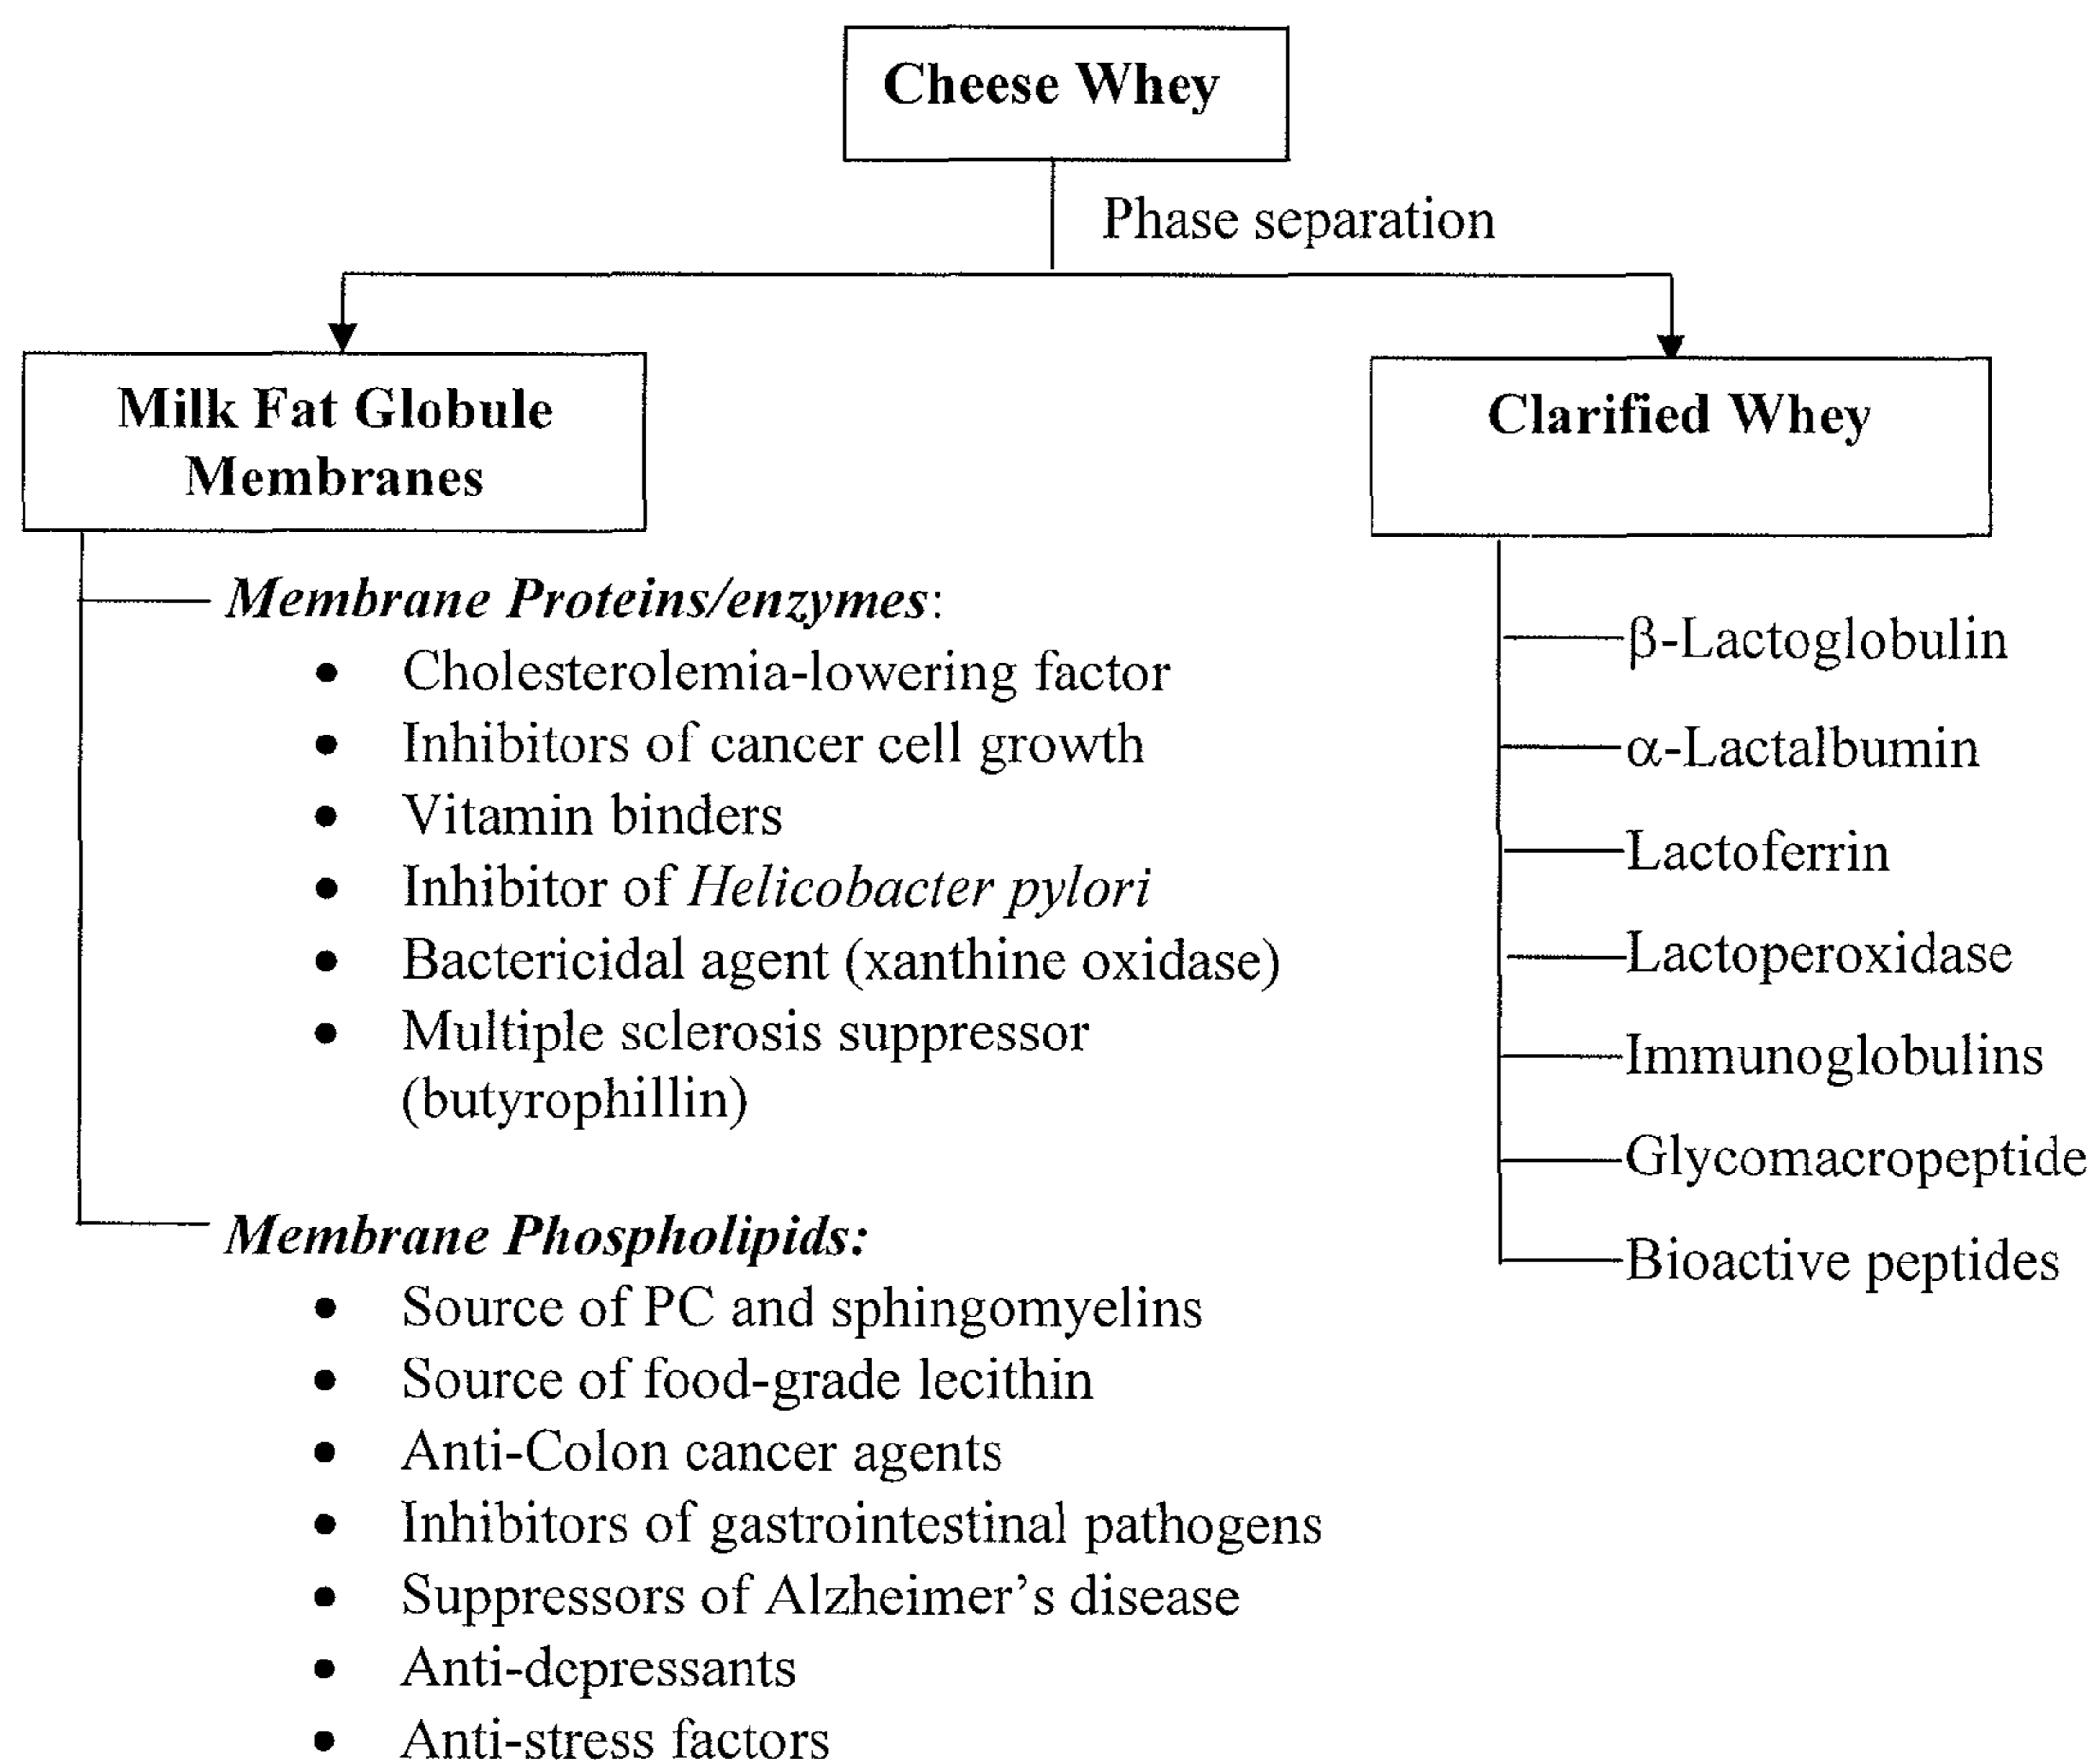 Cheese Whey
Phase separation
Milk Fat Globule
Membranes
Membrane Proteins/enzymes:
• Cholesterolemia-lowering factor
• Inhibitors of cancer cell growth
• Vitamin binders
• Inhibitor of Helicobacter pylori
• Bactericidal agent (xanthine oxidase)
• Multiple sclerosis suppressor
(butyrophillin)
Membrane Phospholipids:
• Source of PC and sphingomyelins
• Source of food-grade lecithin
• Anti-Colon cancer agents
• Inhibitors of gastrointestinal pathogens
• Suppressors of Alzheimer's disease
• Anti-depressants
• Anti-stress factors
Clarified Whey
β-Lactoglobulin
α-Lactalbumin
Lactoferrin
Lactoperoxidase
Immunoglobulins
Glycomacropeptide
Bioactive peptides